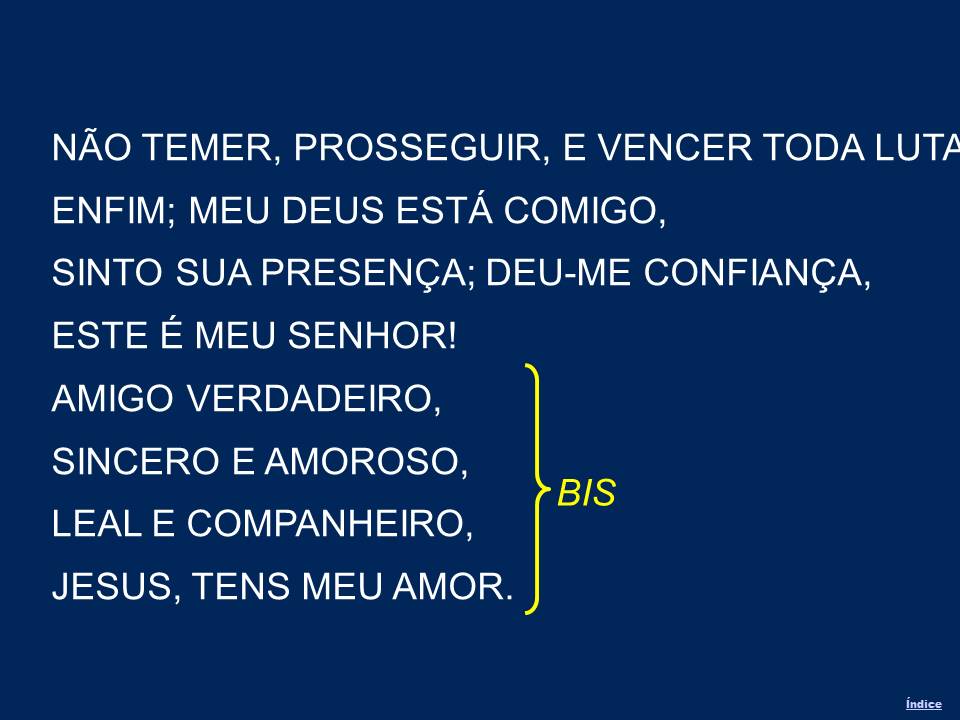 NÃO TEMER, PROSSEGUIR, E VENCER TODA LUTA
ENFIM; MEU DEUS ESTÁ COMIGO,
SINTO SUA PRESENÇA; DEU-ME CONFIANÇA,
ESTE É MEU SENHOR!
AMIGO VERDADEIRO,
SINCERO E AMOROSO,
LEAL E COMPANHEIRO,
JESUS, TENS MEU AMOR.
BIS
Índice